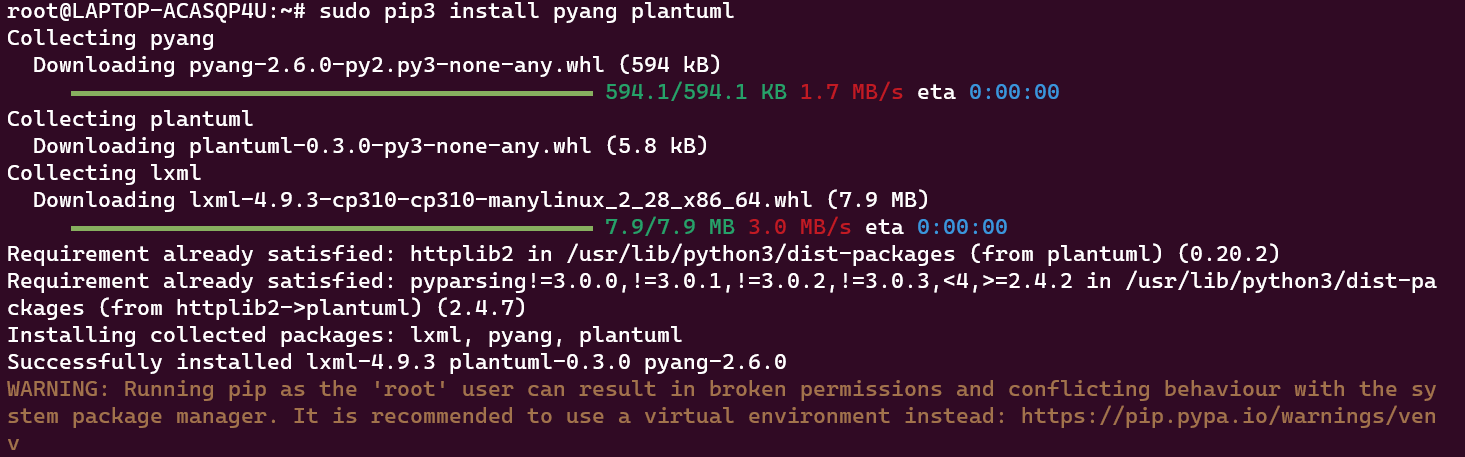 root@LAPTOP-ACASQP4U:~# sudo pip3 install pyang plantuml
Collecting pyang
  Downloading pyang-2.6.0-py2.py3-none-any.whl (594 kB)
594.1/594.1 KB 1.7 MB/s eta 0:00:00
Collecting plantuml
  Downloading plantuml-0.3.0-py3-none-any.whl (5.8 kB)
Collecting lxml
  Downloading lxml-4.9.3-cp310-cp310-manylinux_2_28_x86_64.whl (7.9 MB)
7.9/7.9 MB 3.0 MB/s eta 0:00:00
Requirement already satisfied: httplib2 in /usr/lib/python3/dist-packages (from plantuml) (0.20.2)
Requirement already satisfied: pyparsing!=3.0.0,!=3.0.1,!=3.0.2,!=3.0.3,<4,>=2.4.2 in /usr/lib/python3/dist-pa
ckages (from httplib2->plantuml) (2.4.7)
Installing collected packages: lxml, pyang, plantuml
Successfully installed lxml-4.9.3 plantuml-0.3.0 pyang-2.6.0
WARNING: Running pip as the 'root' user can result in broken permissions and conflicting behaviour with the sy
stem package manager. It is recommended to use a virtual environment instead: https://pip.pypa.io/warnings/ven
v